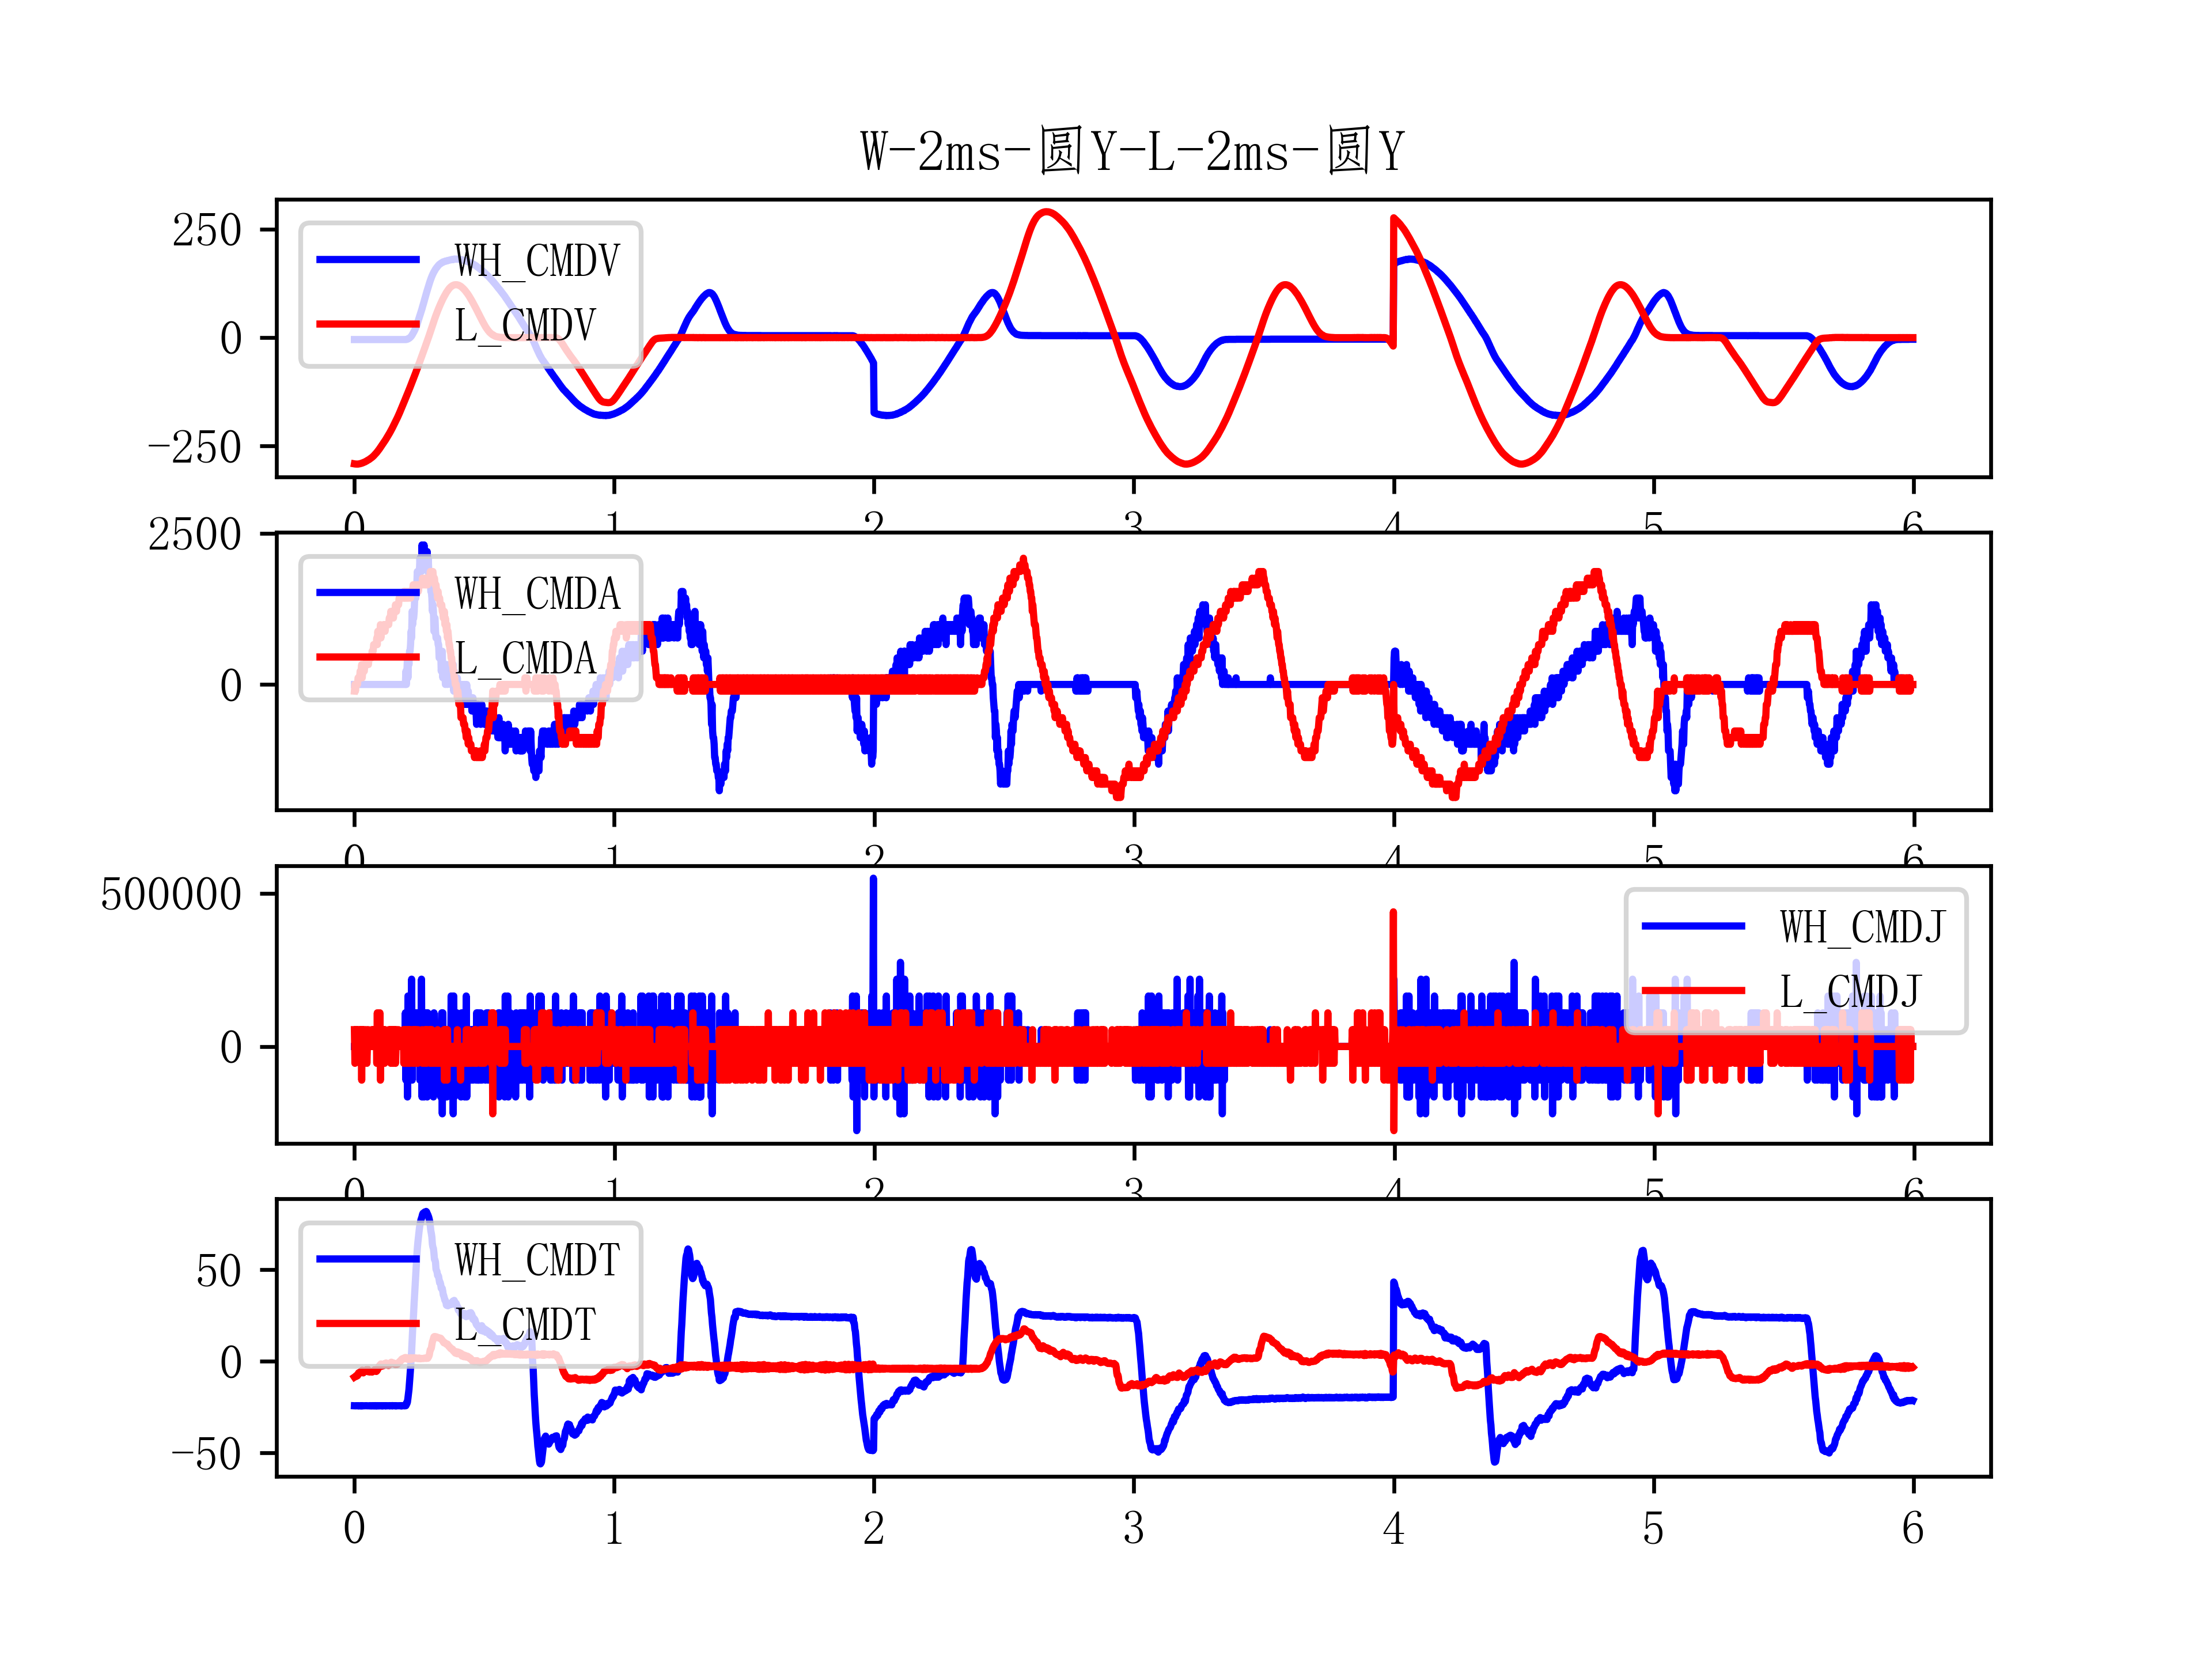 W-2ms-圆Y-L-2ms-圆Y
250
0
-250
WH_CMDV
L_CMDV
0 1 2 3 4 5 6
2500
0
WH_CMDA
L_CMDA
0 1 2 3 4 5 6
500000
0
WH_CMDJ
L_CMDJ
0 1 2 3 4 5 6
50
0
-50
WH_CMDT
L_CMDT
0 1 2 3 4 5 6